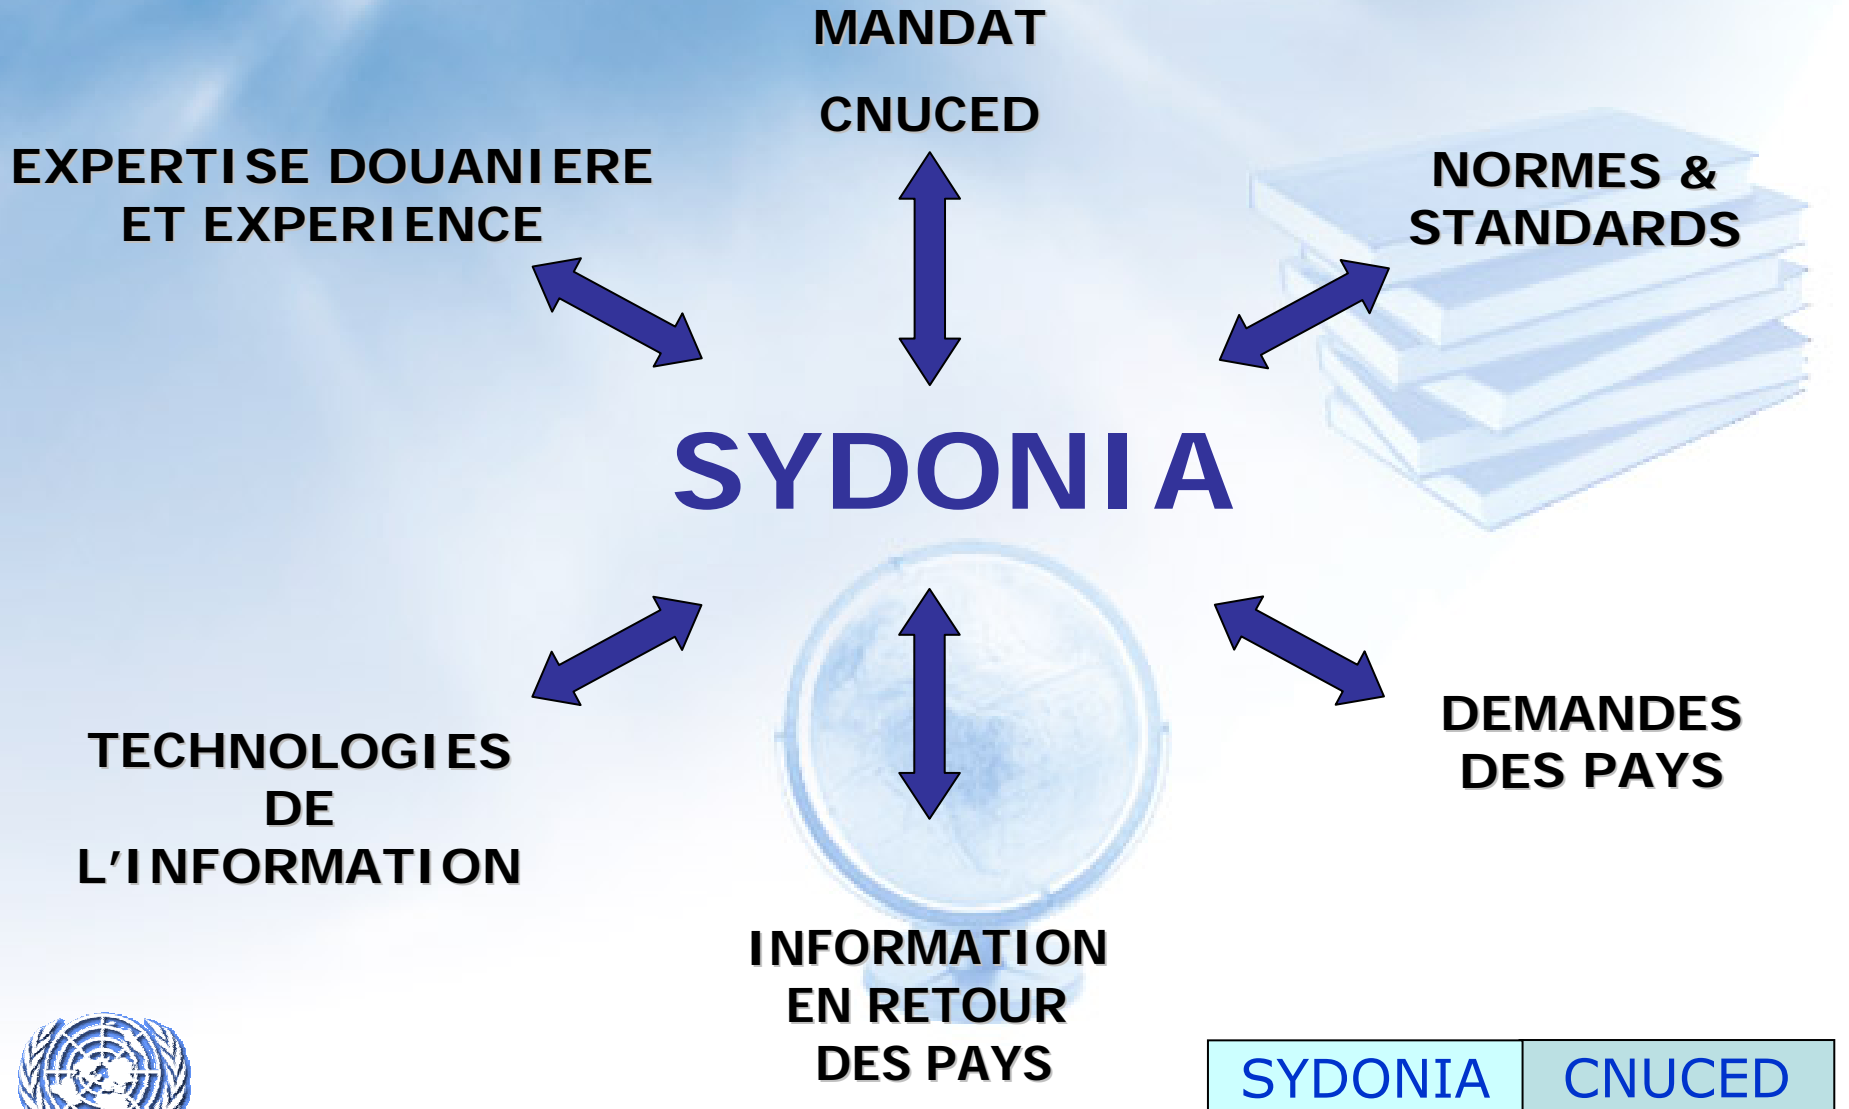 MANDAT
CNUCED
EXPERTISE DOUANIERE
ET EXPERIENCE
NORMES &
STANDARDS
SYDONIA
TECHNOLOGIES
DE
L'INFORMATION
DEMANDES
DES PAYS
INFORMATION
EN RETOUR
DES PAYS
SYDONIA CNUCED